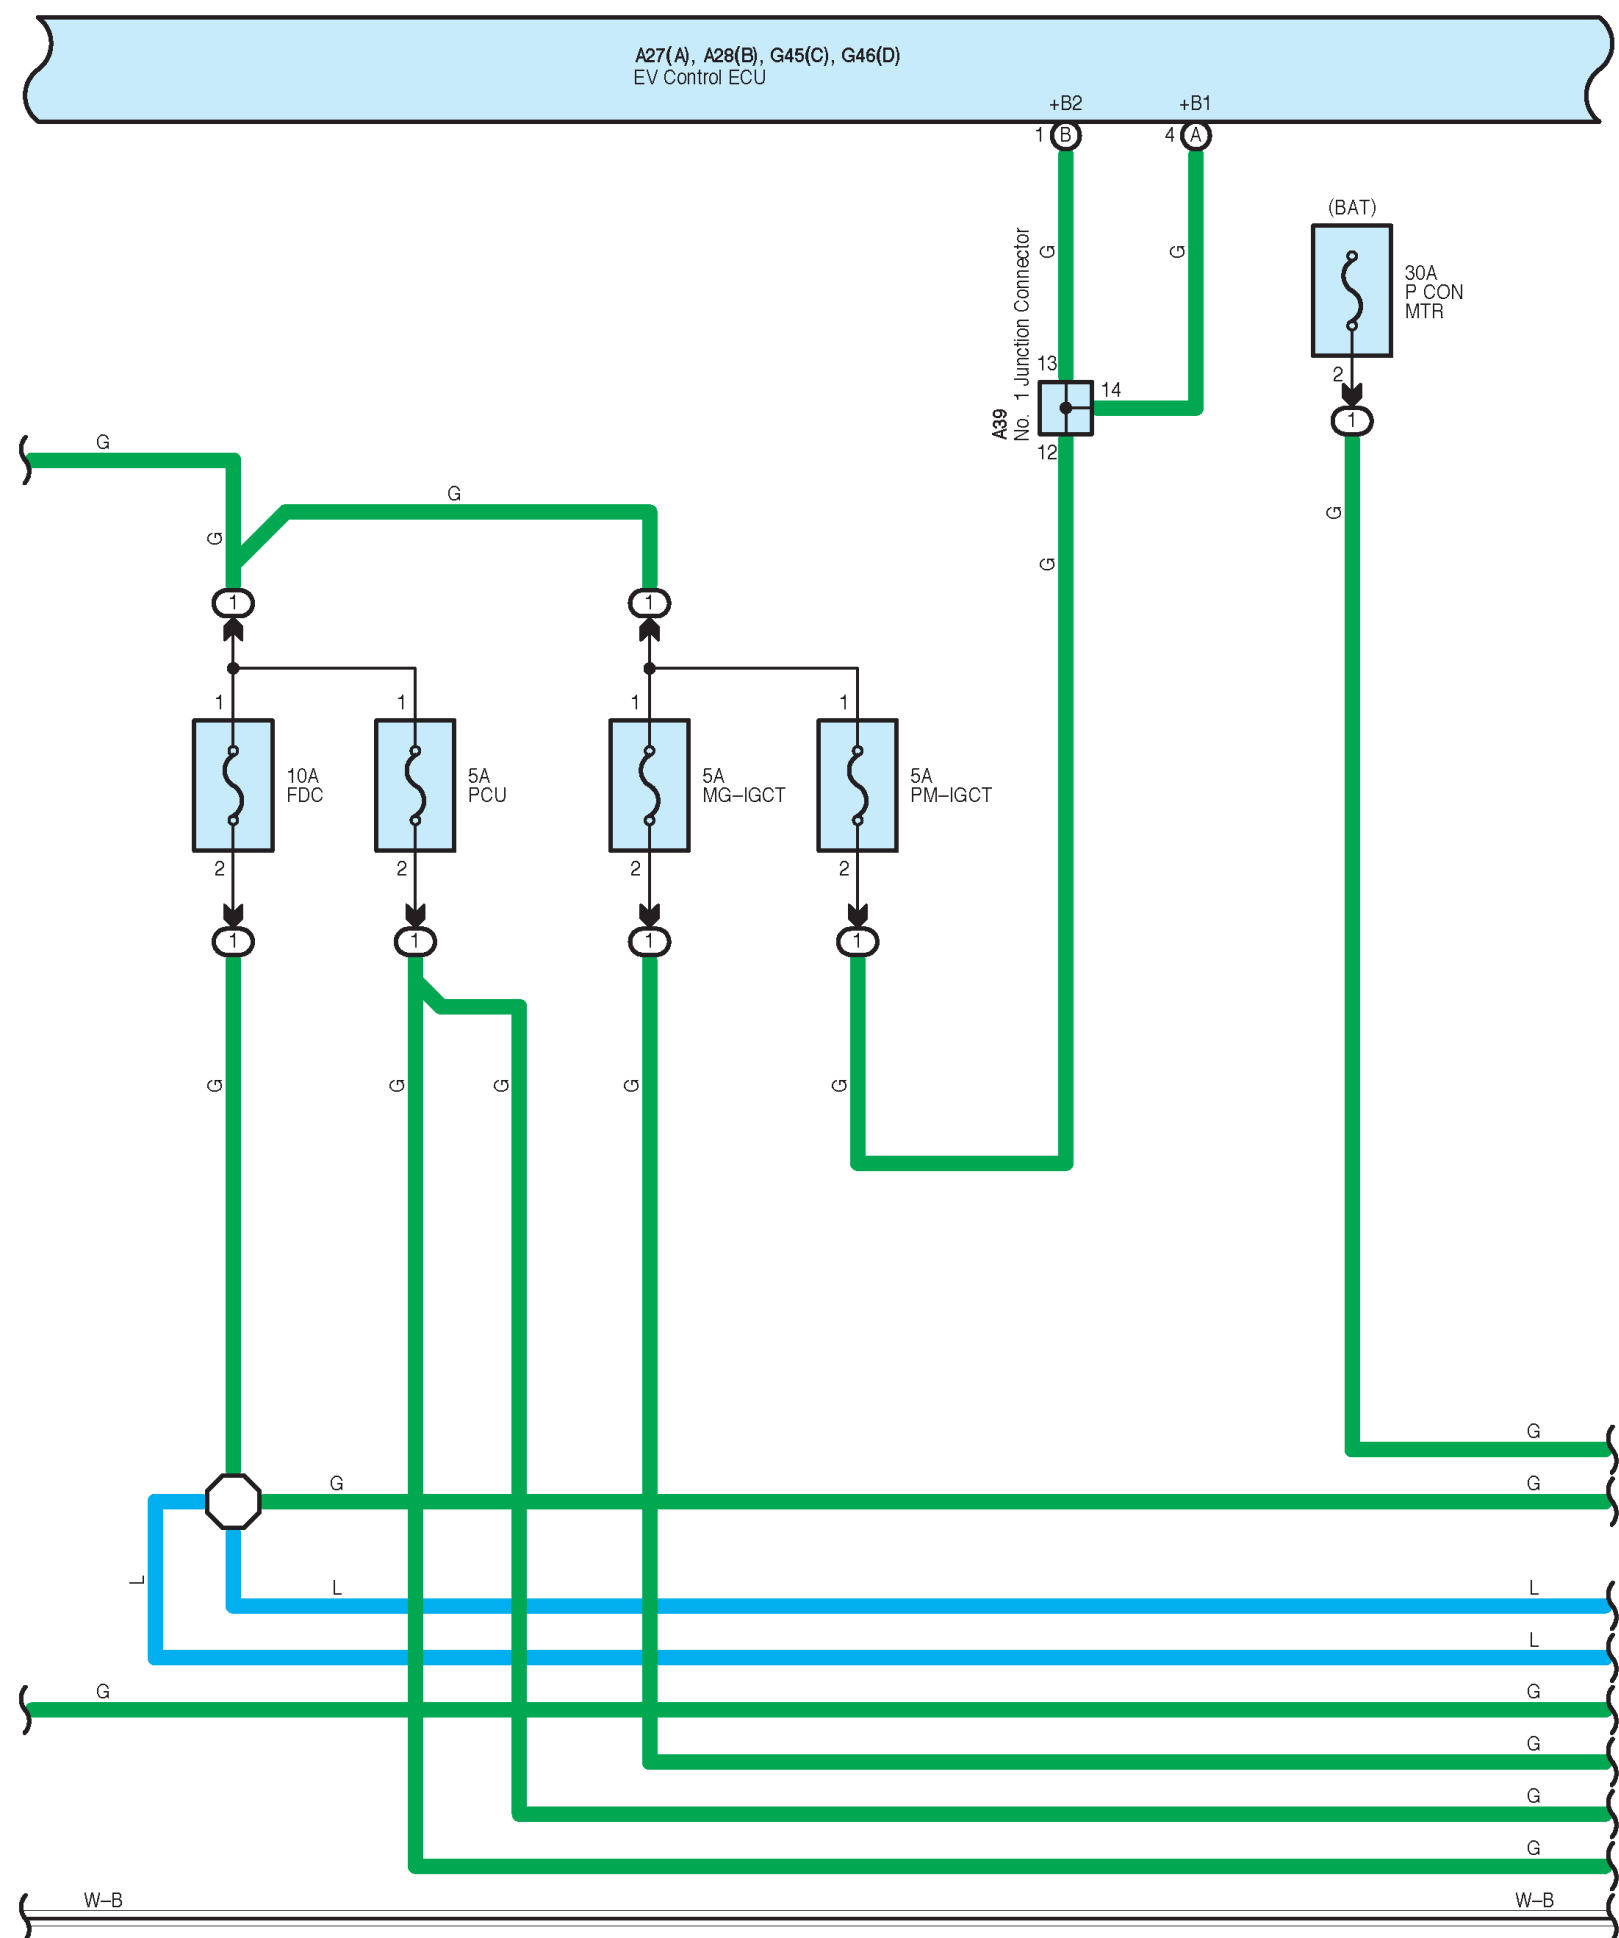 A27(A), A28(B), G45(C), G46(D)
EV Control ECU
+B2
+B1
1
B
4
A
(BAT)
30A
P CON
MTR
G
G
A39
No. 1 Junction Connector
13
14
12
2
1
G
G
G
G
G
1
1
1
1
1
1
10A
FDC
5A
PCU
5A
MG–IGCT
5A
PM–IGCT
2
2
2
2
1
1
1
1
G
G
G
G
G
G
G
G
L
L
L
L
G
G
G
G
G
W–B
W–B